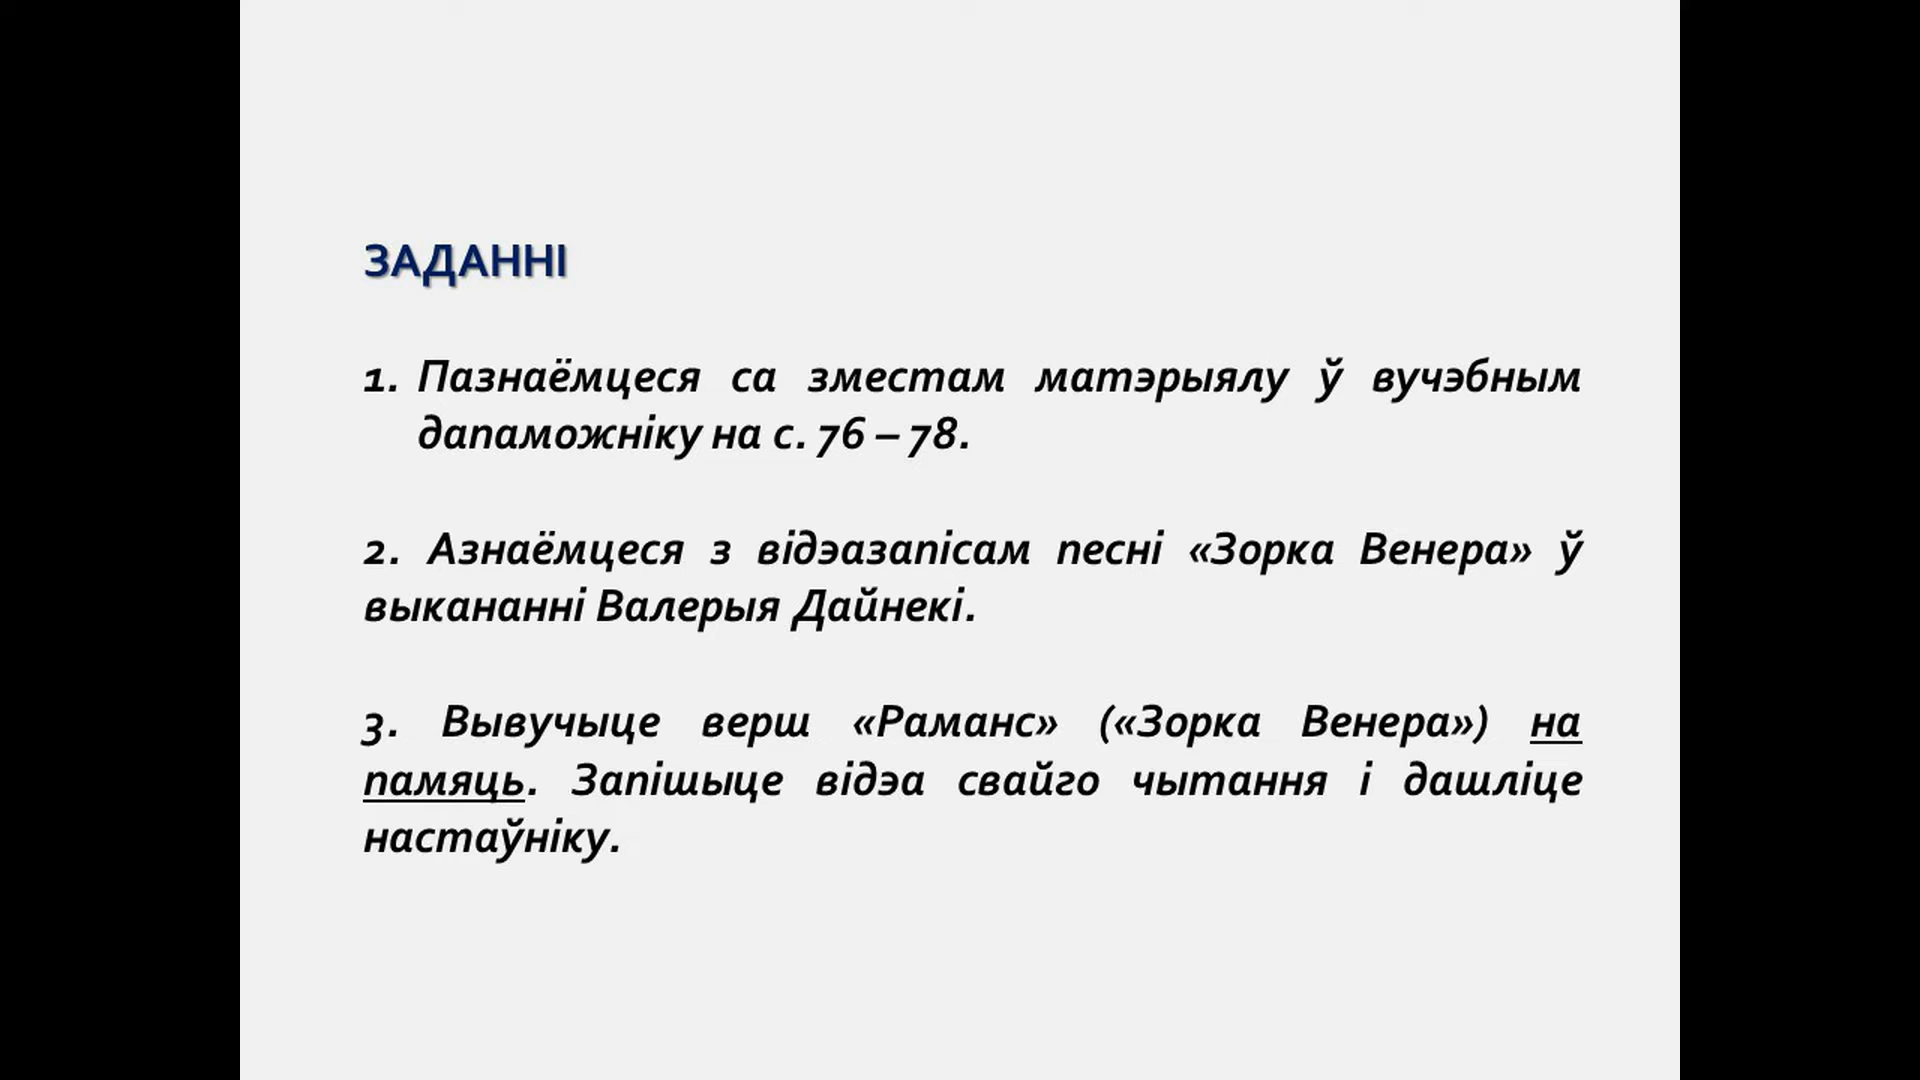 ЗАДАННІ
1. Пазнаёмцеся са зместам матэрыялу ў вучэбным
дапаможніку на с. 76 – 78.
2. Азнаёмцеся з відэазапісам песні «Зорка Венера» ў
выкананні Валерыя Дайнекі.
3. Вывучыце верш «Раманс» («Зорка Венера») на
памяць. Запішыце відэа свайго чытання і дашліце
настаўніку.